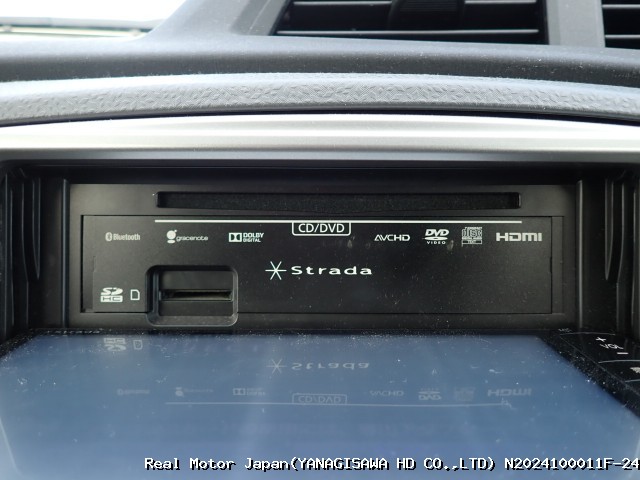 CD/DVD
Bluetooth gracenote DOLBY DIGITAL AVCHD DVD VIDEO HDMI
Strada
SD HC
+
VOL
-
Real Motor Japan(YANAGISAWA HD CO.,LTD) N2024100011F-24